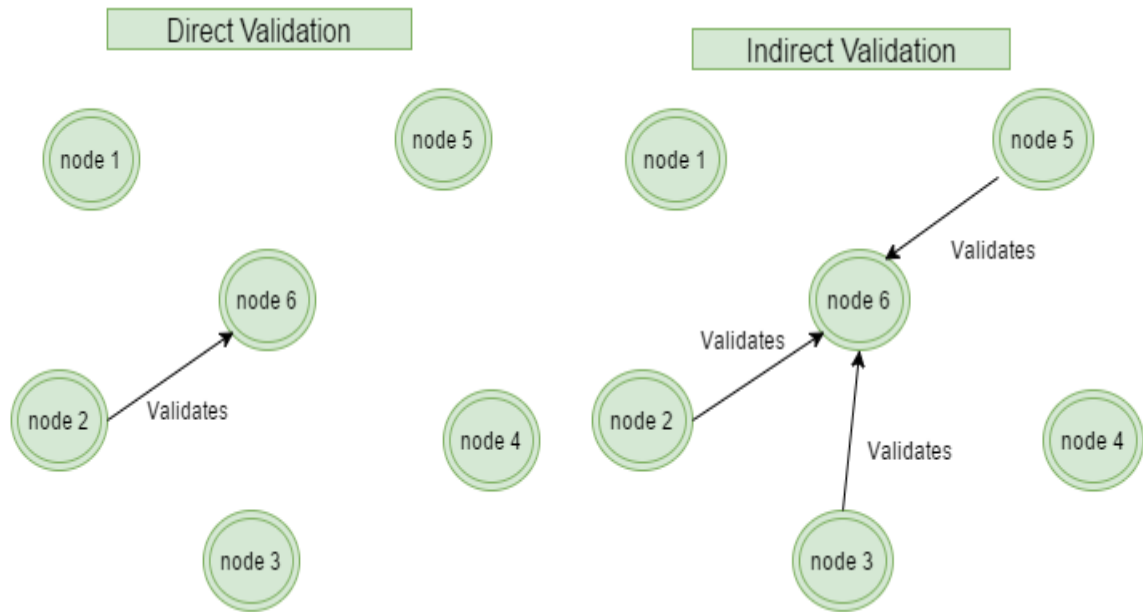 Direct Validation
node 1
node 5
node 6
node 2
Validates
node 4
node 3
Indirect Validation
node 1
node 5
Validates
node 6
Validates
node 2
node 4
Validates
node 3